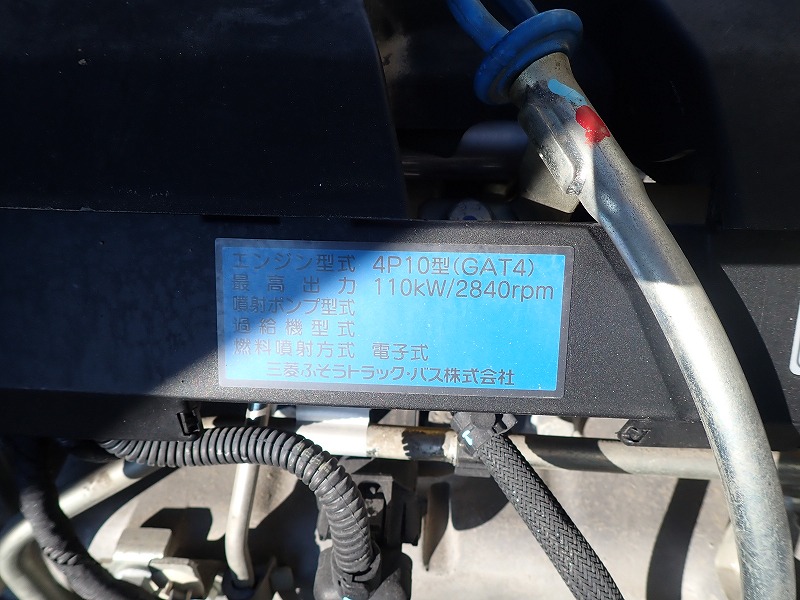 エンジン型式 4P10型(GAT4)
最高出力 110kW/2840rpm
噴射ポンプ型式
過給機型式
燃料噴射方式 電子式
三菱ふそうトラック・バス株式会社